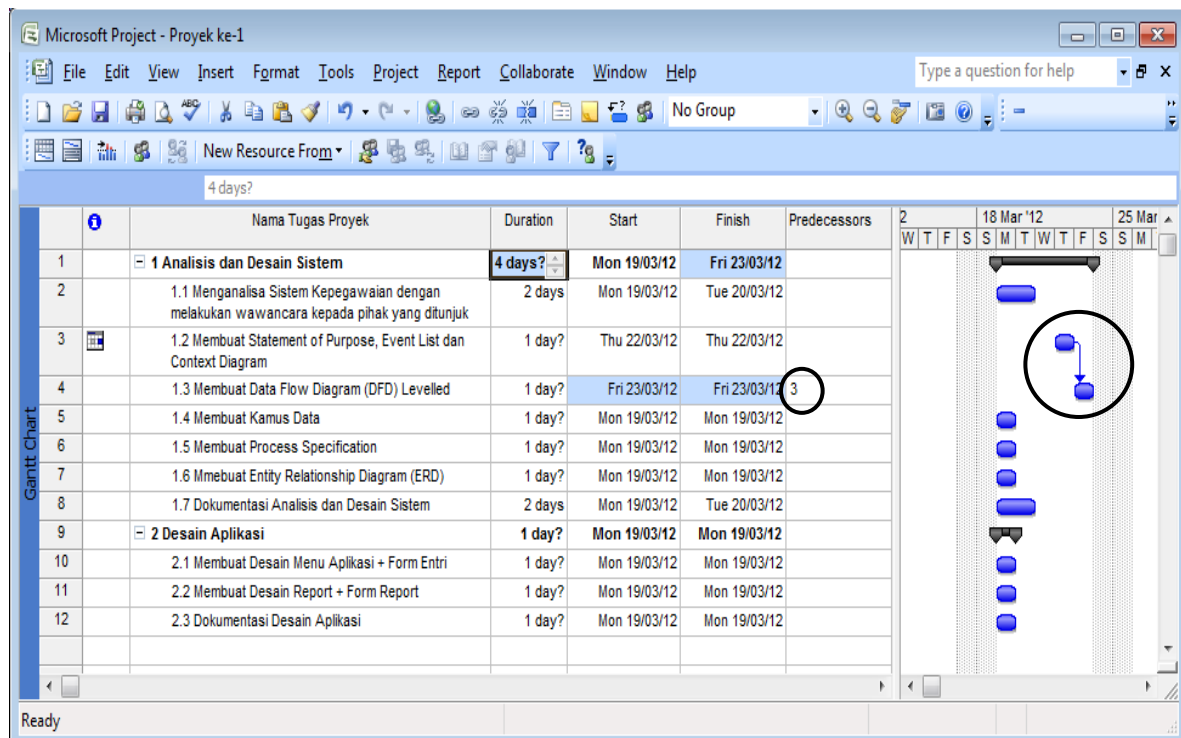 Microsoft Project - Proyek ke-1
File Edit View Insert Format Tools Project Report Collaborate Window Help Type a question for help
No Group
New Resource From
4 days?
Nama Tugas Proyek Duration Start Finish Predecessors 2 18 Mar '12 25 Mar
W T F S S M T W T F S S M
1 1 Analisis dan Desain Sistem 4 days? Mon 19/03/12 Fri 23/03/12
2 1.1 Menganalisa Sistem Kepegawaian dengan 2 days Mon 19/03/12 Tue 20/03/12
melakukan wawancara kepada pihak yang ditunjuk
3 1.2 Membuat Statement of Purpose, Event List dan 1 day? Thu 22/03/12 Thu 22/03/12
Context Diagram
4 1.3 Membuat Data Flow Diagram (DFD) Levelled 1 day? Fri 23/03/12 Fri 23/03/12 3
5 1.4 Membuat Kamus Data 1 day? Mon 19/03/12 Mon 19/03/12
6 1.5 Membuat Process Specification 1 day? Mon 19/03/12 Mon 19/03/12
7 1.6 Mmebuat Entity Relationship Diagram (ERD) 1 day? Mon 19/03/12 Mon 19/03/12
8 1.7 Dokumentasi Analisis dan Desain Sistem 2 days Mon 19/03/12 Tue 20/03/12
9 2 Desain Aplikasi 1 day? Mon 19/03/12 Mon 19/03/12
10 2.1 Membuat Desain Menu Aplikasi + Form Entri 1 day? Mon 19/03/12 Mon 19/03/12
11 2.2 Membuat Desain Report + Form Report 1 day? Mon 19/03/12 Mon 19/03/12
12 2.3 Dokumentasi Desain Aplikasi 1 day? Mon 19/03/12 Mon 19/03/12
Gantt Chart
Ready